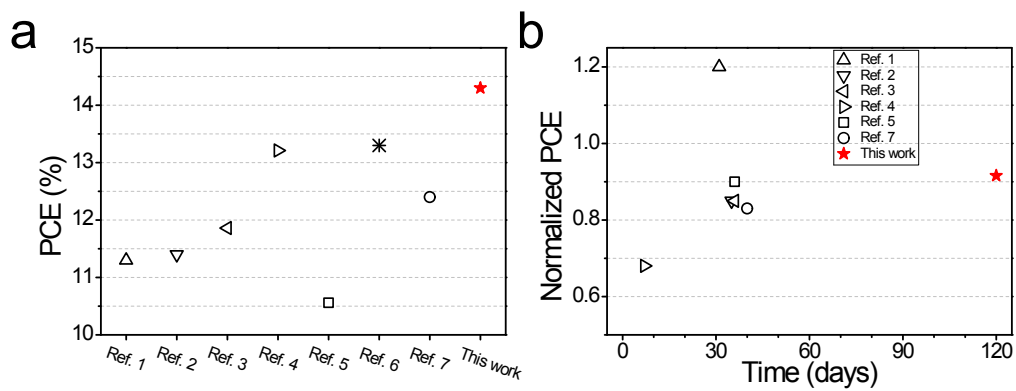 a
15
14
13
12
11
10
PCE (%)
Ref. 1
Ref. 2
Ref. 3
Ref. 4
Ref. 5
Ref. 6
Ref. 7
This work
b
1.2
1.0
0.8
0.6
Normalized PCE
Ref. 1
Ref. 2
Ref. 3
Ref. 4
Ref. 5
Ref. 7
This work
0 30 60 90 120
Time (days)